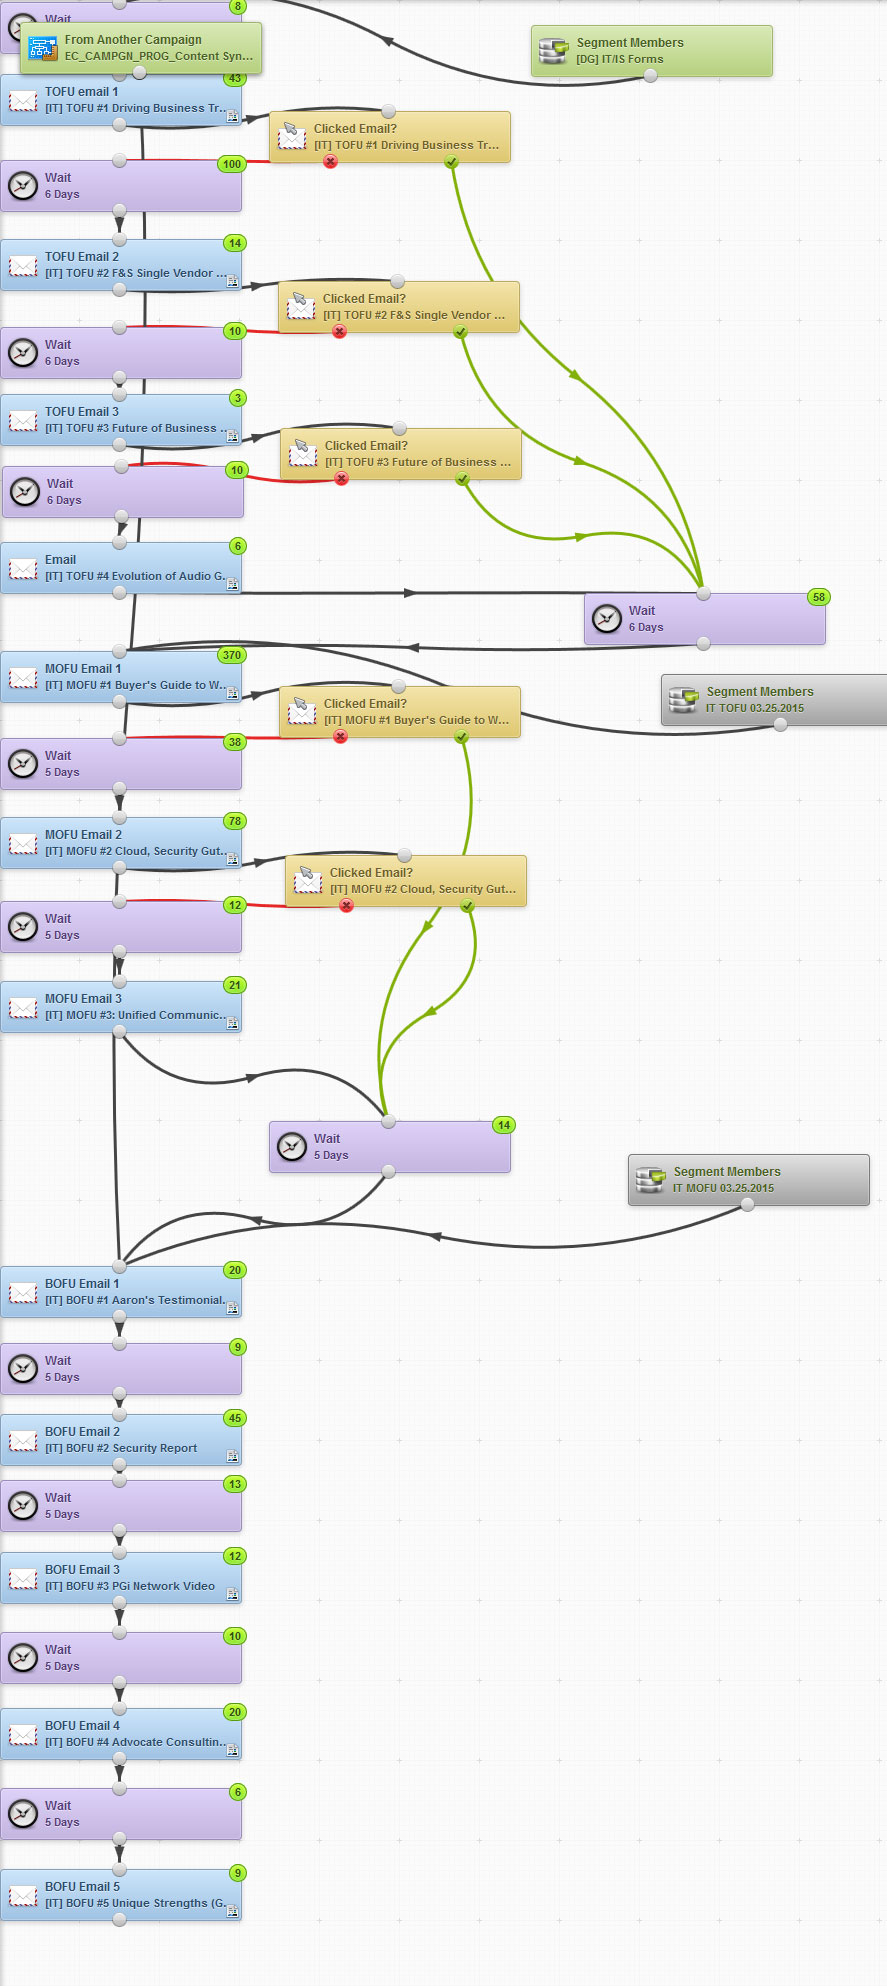 8
Wait
From Another Campaign
EC_CAMPGN_PROG_Content Syn...
Segment Members
[DG] IT/IS Forms
43
TOFU email 1
[IT] TOFU #1 Driving Business Tr...
Clicked Email?
[IT] TOFU #1 Driving Business Tr...
100
Wait
6 Days
14
TOFU Email 2
[IT] TOFU #2 F&S Single Vendor ...
Clicked Email?
[IT] TOFU #2 F&S Single Vendor ...
10
Wait
6 Days
3
TOFU Email 3
[IT] TOFU #3 Future of Business ...
Clicked Email?
[IT] TOFU #3 Future of Business ...
10
Wait
6 Days
6
Email
[IT] TOFU #4 Evolution of Audio G...
58
Wait
6 Days
370
MOFU Email 1
[IT] MOFU #1 Buyer's Guide to W...
Segment Members
IT TOFU 03.25.2015
Clicked Email?
[IT] MOFU #1 Buyer's Guide to W...
38
Wait
5 Days
78
MOFU Email 2
[IT] MOFU #2 Cloud, Security Gut...
Clicked Email?
[IT] MOFU #2 Cloud, Security Gut...
12
Wait
5 Days
21
MOFU Email 3
[IT] MOFU #3: Unified Communic...
14
Wait
5 Days
Segment Members
IT MOFU 03.25.2015
20
BOFU Email 1
[IT] BOFU #1 Aaron's Testimonial...
9
Wait
5 Days
45
BOFU Email 2
[IT] BOFU #2 Security Report
13
Wait
5 Days
12
BOFU Email 3
[IT] BOFU #3 PGi Network Video
10
Wait
5 Days
20
BOFU Email 4
[IT] BOFU #4 Advocate Consultin...
6
Wait
5 Days
9
BOFU Email 5
[IT] BOFU #5 Unique Strengths (G...